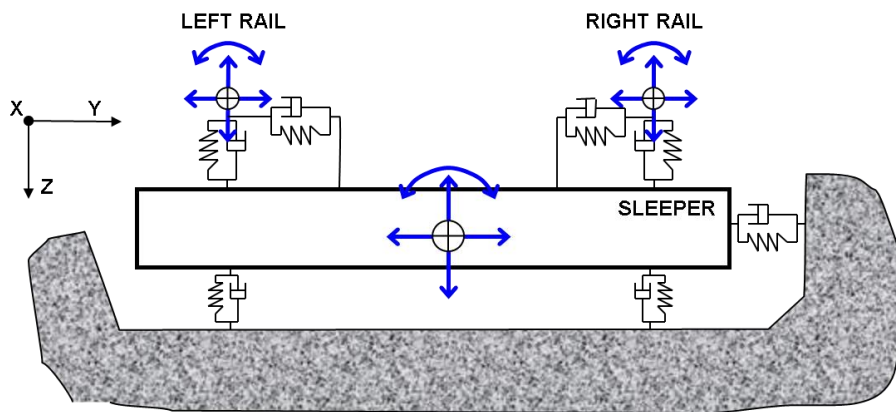 LEFT RAIL
RIGHT RAIL
X
Y
Z
SLEEPER